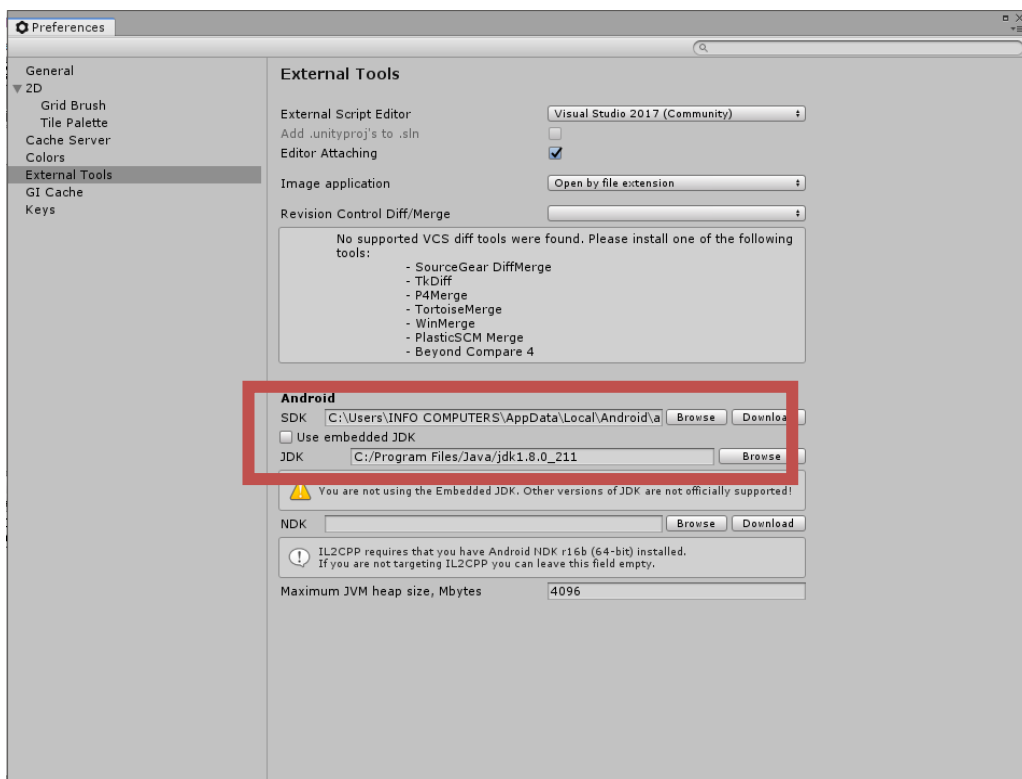 Preferences
General
2D
Grid Brush
Tile Palette
Cache Server
Colors
External Tools
GI Cache
Keys
External Tools
External Script Editor Visual Studio 2017 (Community)
Add .unityproj's to .sln
Editor Attaching
Image application Open by file extension
Revision Control Diff/Merge
No supported VCS diff tools were found. Please install one of the following
tools:
- SourceGear DiffMerge
- TkDiff
- P4Merge
- TortoiseMerge
- WinMerge
- PlasticSCM Merge
- Beyond Compare 4
Android
SDK C:\Users\INFO COMPUTERS\AppData\Local\Android\a Browse Download
Use embedded JDK
JDK C:/Program Files/Java/jdk1.8.0_211 Browse
You are not using the Embedded JDK. Other versions of JDK are not officially supported!
NDK Browse Download
IL2CPP requires that you have Android NDK r16b (64-bit) installed.
If you are not targeting IL2CPP you can leave this field empty.
Maximum JVM heap size, Mbytes 4096